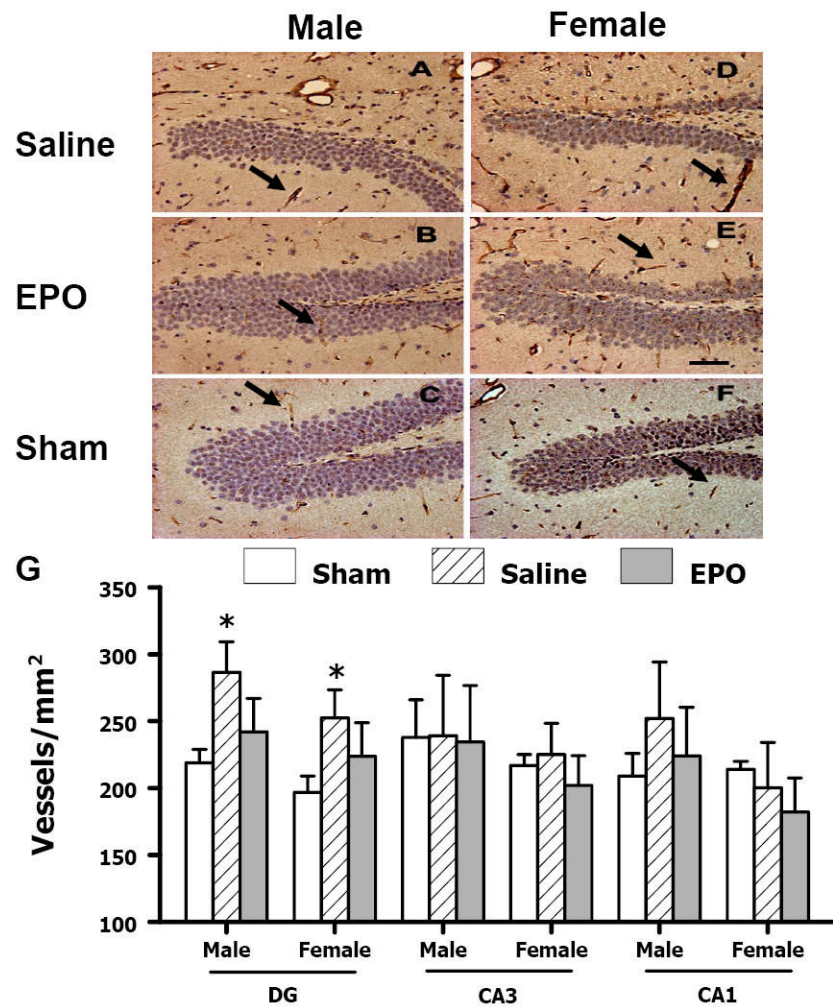 Male Female
Saline
A D
EPO
B E
Sham
C F
G
Sham Saline EPO
Vessels/mm²
350
300
250
200
150
100
* *
Male Female Male Female Male Female
DG CA3 CA1